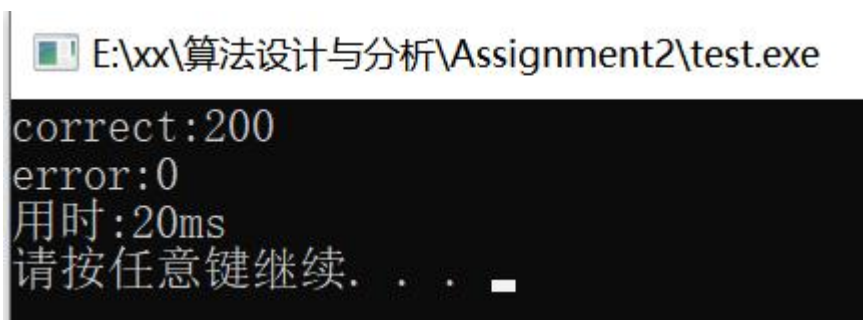 E:\xx\算法设计与分析\Assignment2\test.exe
correct:200
error:0
用时:20ms
请按任意键继续. . .